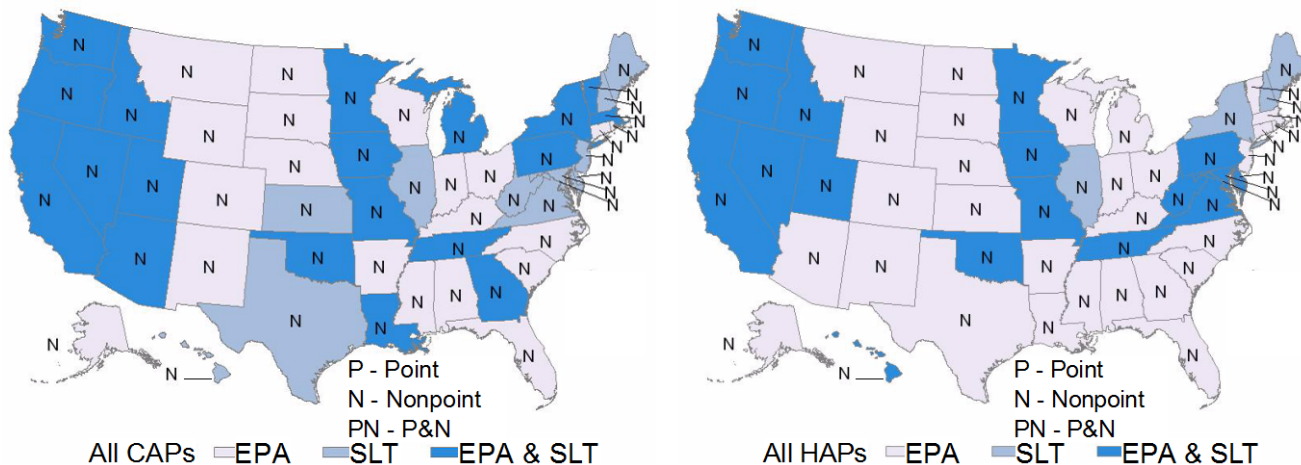 N
N N N N
N N N N N N N
N N N N N N
N N N N N N N N
N N N N N N N N N
N N N N N N N
N N N N N N
N N N N N
N
N
N
P - Point
N - Nonpoint
PN - P&N
All CAPs EPA SLT EPA & SLT
N
N N N N
N N N N N N N
N N N N N N
N N N N N N N N
N N N N N N N N N
N N N N N N N
N N N N N N
N N N N N
N
N
N
P - Point
N - Nonpoint
PN - P&N
All HAPs EPA SLT EPA & SLT